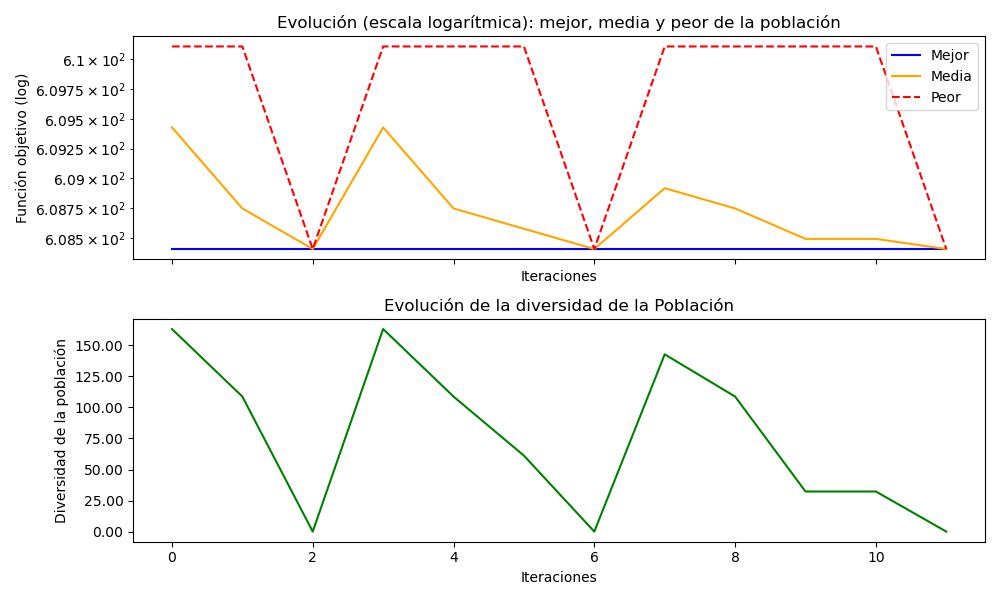 Evolución (escala logarítmica): mejor, media y peor de la población
Función objetivo (log)
6.1 × 10²
6.0975 × 10²
6.095 × 10²
6.0925 × 10²
6.09 × 10²
6.0875 × 10²
6.085 × 10²
Mejor
Media
Peor
Iteraciones
Evolución de la diversidad de la Población
Diversidad de la población
150.00
125.00
100.00
75.00
50.00
25.00
0.00
0 2 4 6 8 10
Iteraciones